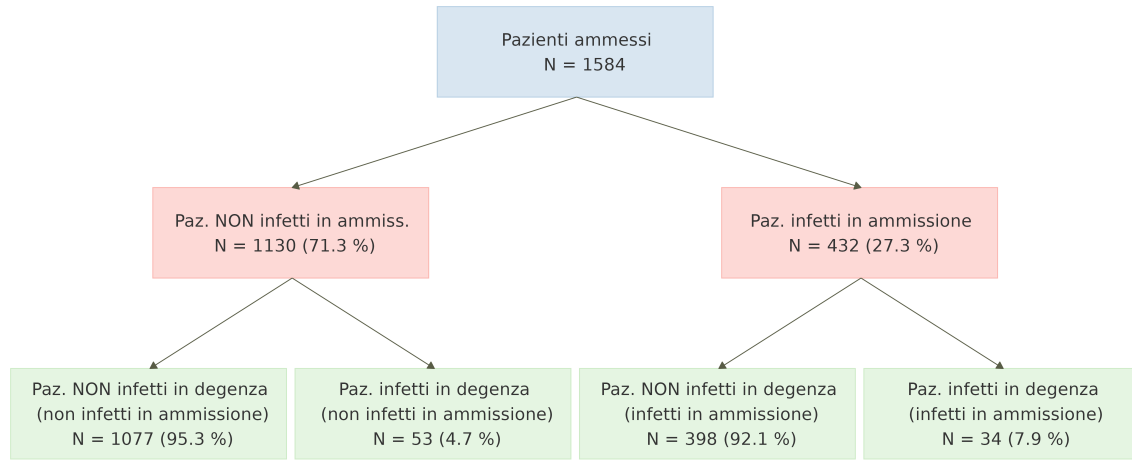 Pazienti ammessi
N = 1584
Paz. NON infetti in ammiss.
N = 1130 (71.3 %)
Paz. infetti in ammissione
N = 432 (27.3 %)
Paz. NON infetti in degenza
(non infetti in ammissione)
N = 1077 (95.3 %)
Paz. infetti in degenza
(non infetti in ammissione)
N = 53 (4.7 %)
Paz. NON infetti in degenza
(infetti in ammissione)
N = 398 (92.1 %)
Paz. infetti in degenza
(infetti in ammissione)
N = 34 (7.9 %)